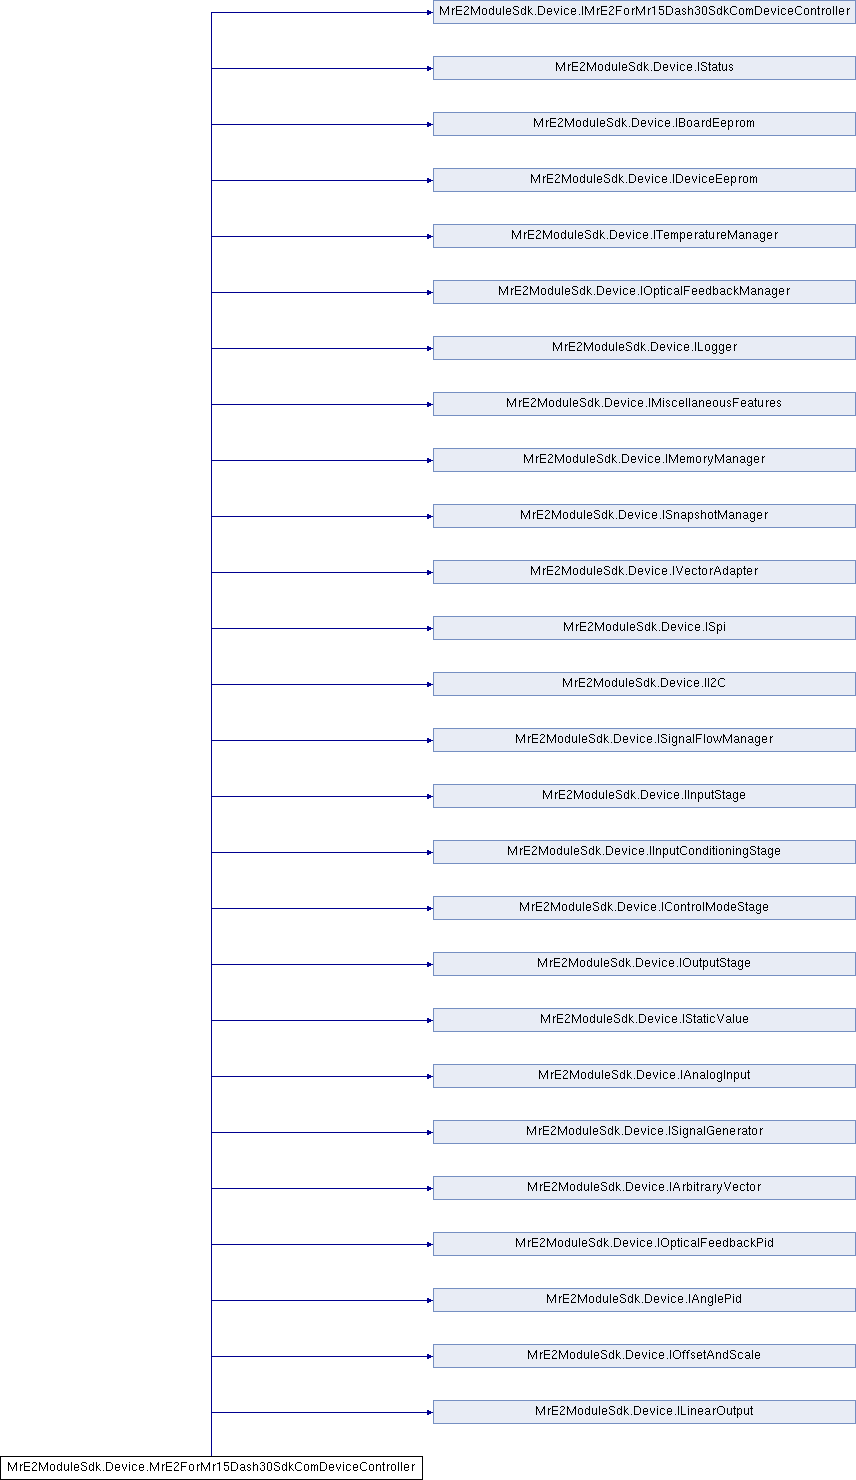 MrE2ModuleSdk.Device.IMrE2ForMr15Dash30SdkComDeviceController
MrE2ModuleSdk.Device.IStatus
MrE2ModuleSdk.Device.IBoardEeprom
MrE2ModuleSdk.Device.IDeviceEeprom
MrE2ModuleSdk.Device.ITemperatureManager
MrE2ModuleSdk.Device.IOpticalFeedbackManager
MrE2ModuleSdk.Device.ILogger
MrE2ModuleSdk.Device.IMiscellaneousFeatures
MrE2ModuleSdk.Device.IMemoryManager
MrE2ModuleSdk.Device.ISnapshotManager
MrE2ModuleSdk.Device.IVectorAdapter
MrE2ModuleSdk.Device.ISpi
MrE2ModuleSdk.Device.II2C
MrE2ModuleSdk.Device.ISignalFlowManager
MrE2ModuleSdk.Device.IInputStage
MrE2ModuleSdk.Device.IInputConditioningStage
MrE2ModuleSdk.Device.IControlModeStage
MrE2ModuleSdk.Device.IOutputStage
MrE2ModuleSdk.Device.IStaticValue
MrE2ModuleSdk.Device.IAnalogInput
MrE2ModuleSdk.Device.ISignalGenerator
MrE2ModuleSdk.Device.IArbitraryVector
MrE2ModuleSdk.Device.IOpticalFeedbackPid
MrE2ModuleSdk.Device.IAnglePid
MrE2ModuleSdk.Device.IOffsetAndScale
MrE2ModuleSdk.Device.ILinearOutput
MrE2ModuleSdk.Device.MrE2ForMr15Dash30SdkComDeviceController